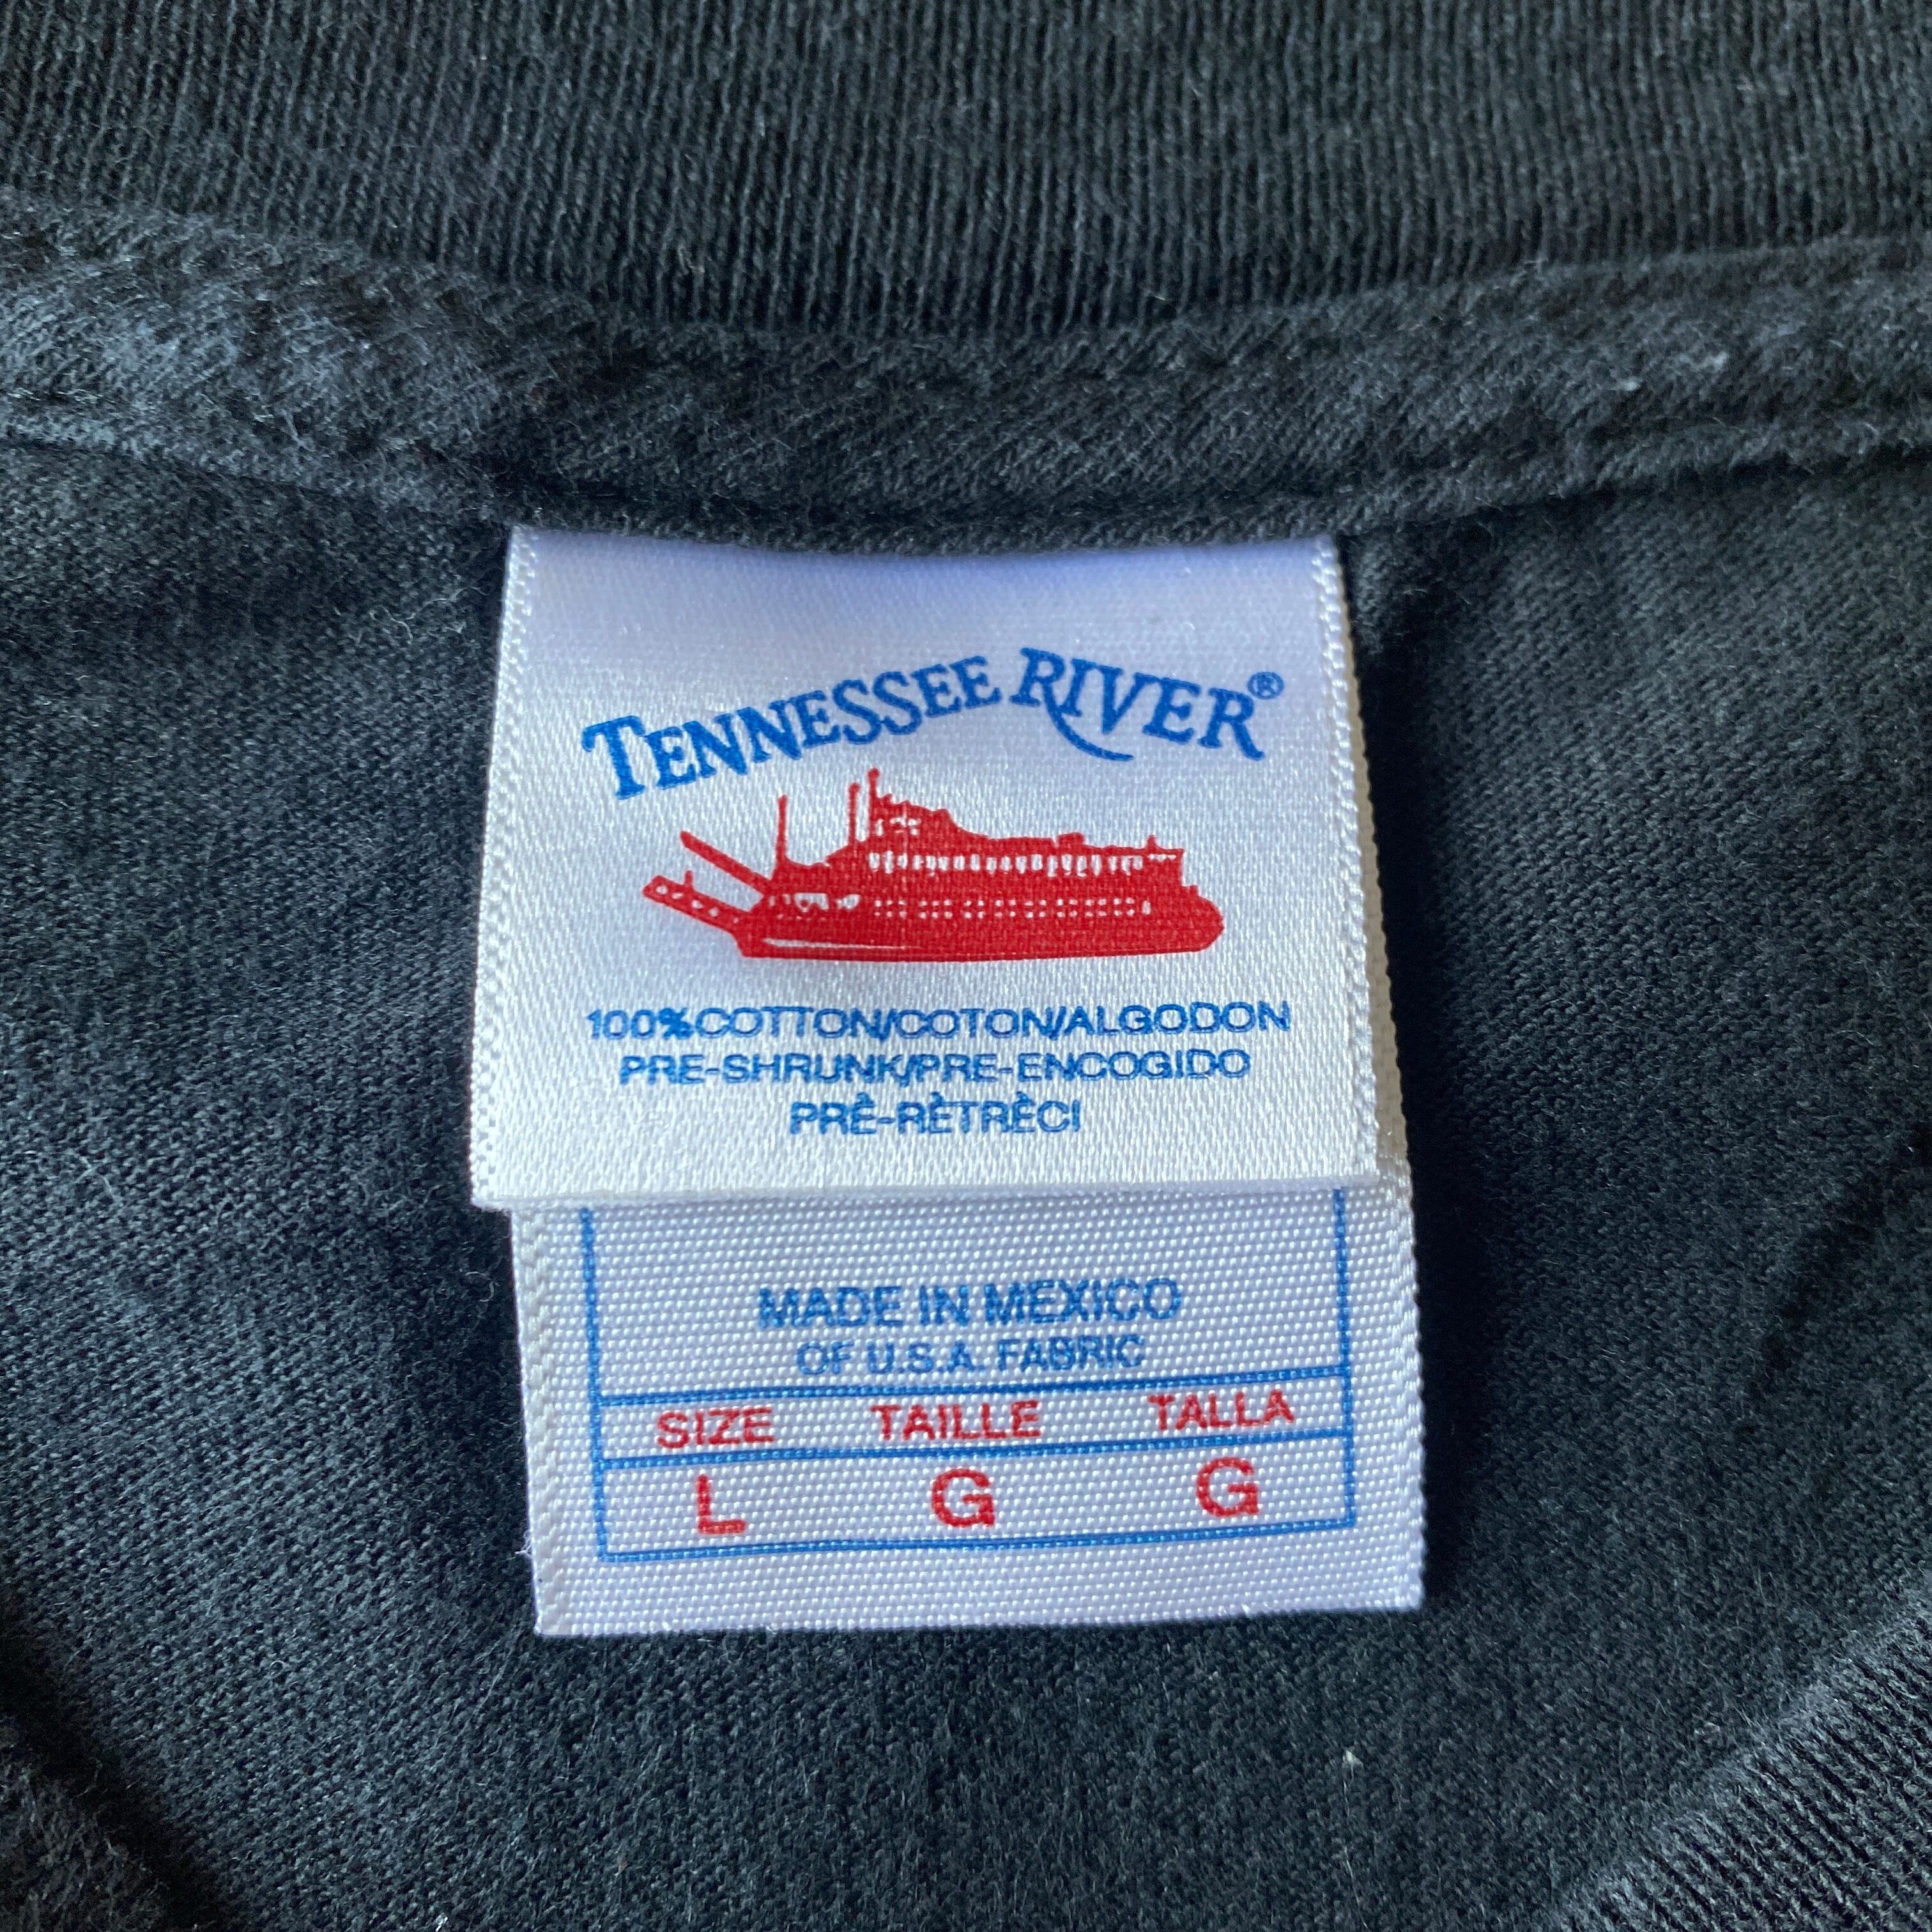 TENNESSEE RIVER®
100% COTTON/COTON/ALGODON
PRE-SHRUNK/PRE-ENCOGIDO
PRÊ-RÈTRÈCI
MADE IN MEXICO
OF U.S.A. FABRIC
SIZE TAILLE TALLA
L G G